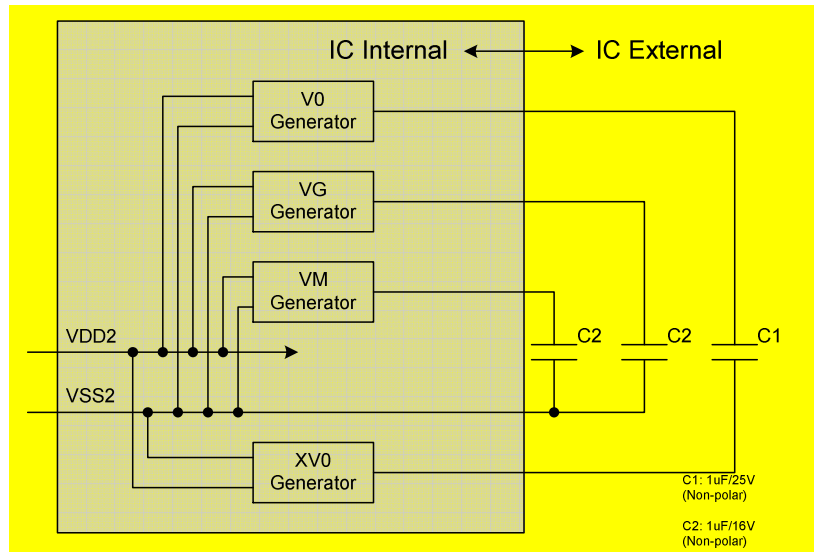 IC Internal
IC External
V0
Generator
VG
Generator
VM
Generator
VDD2
C2
C2
C1
VSS2
XV0
Generator
C1: 1uF/25V
(Non-polar)
C2: 1uF/16V
(Non-polar)